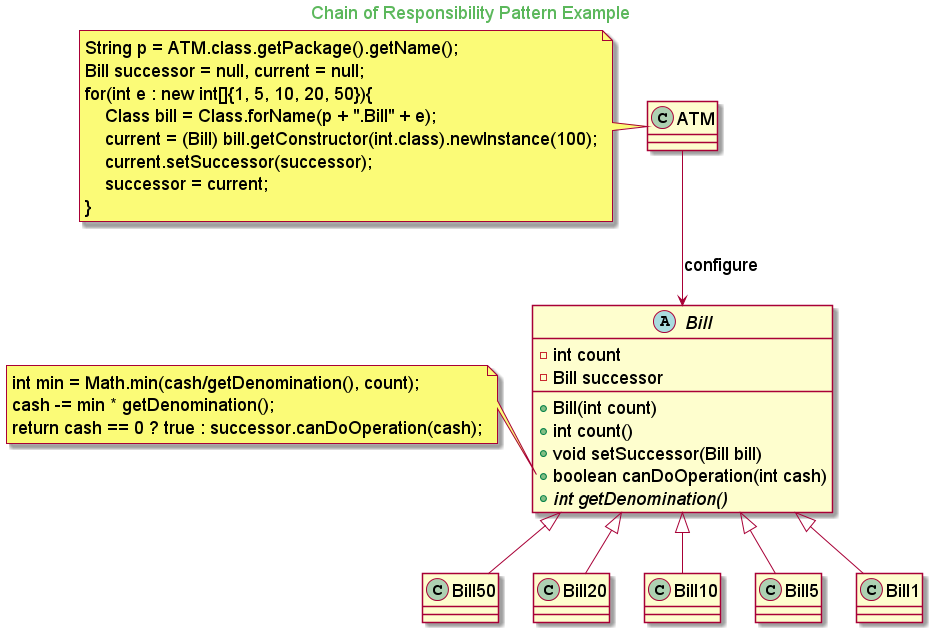 Chain of Responsibility Pattern Example
String p = ATM.class.getPackage().getName();
Bill successor = null, current = null;
for(int e : new int[]{1, 5, 10, 20, 50}){
    Class bill = Class.forName(p + ".Bill" + e);
    current = (Bill) bill.getConstructor(int.class).newInstance(100);
    current.setSuccessor(successor);
    successor = current;
}
C ATM
configure
A Bill
int count
Bill successor
Bill(int count)
int count()
void setSuccessor(Bill bill)
boolean canDoOperation(int cash)
int getDenomination()
int min = Math.min(cash/getDenomination(), count);
cash -= min * getDenomination();
return cash == 0 ? true : successor.canDoOperation(cash);
C Bill50
C Bill20
C Bill10
C Bill5
C Bill1